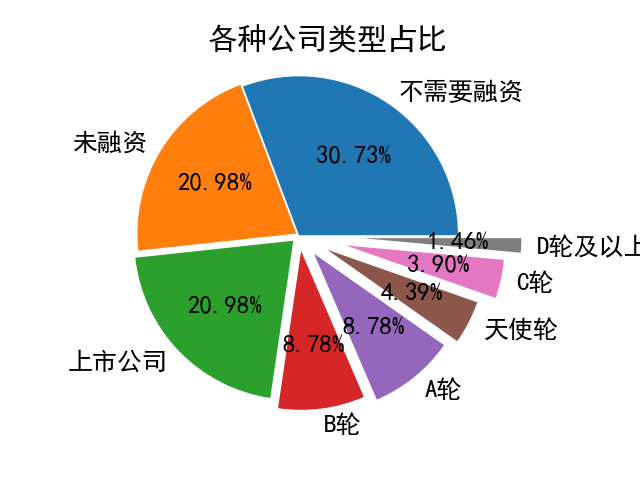 各种公司类型占比
不需要融资
30.73%
未融资
20.98%
上市公司
20.98%
B轮
8.78%
A轮
8.78%
天使轮
4.39%
C轮
3.90%
D轮及以上
1.46%